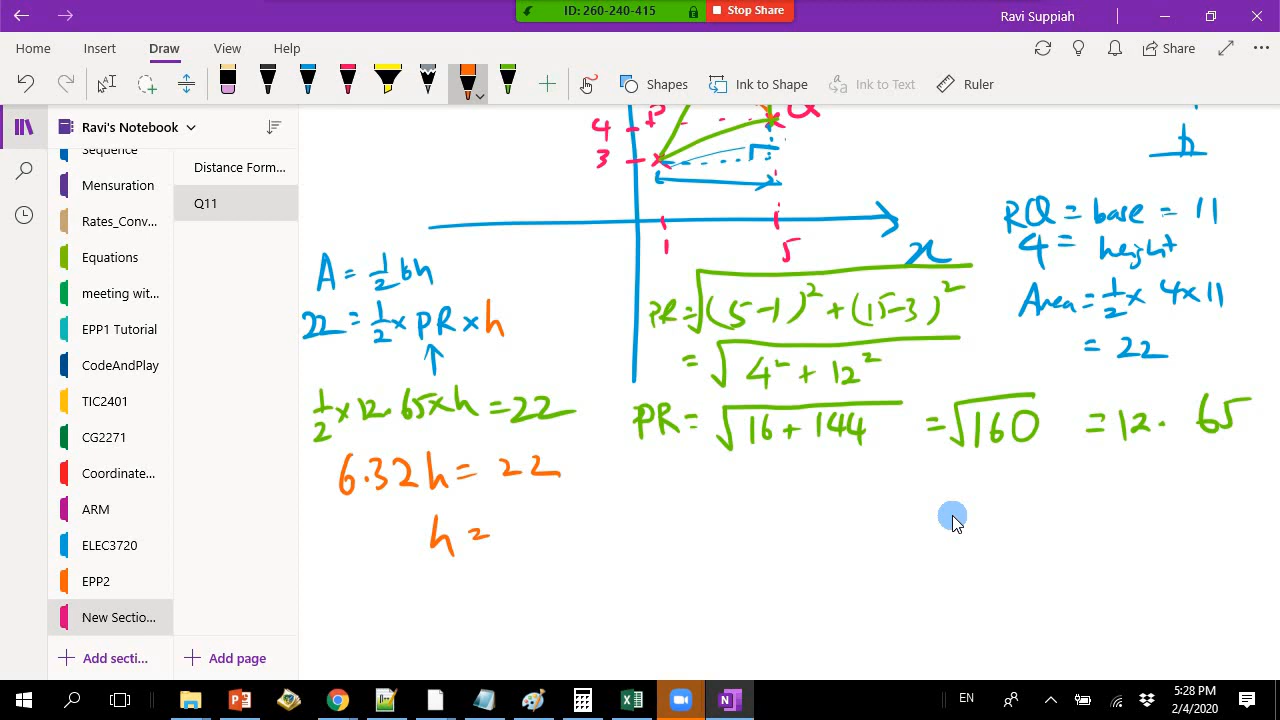 ID: 260-240-415
Stop Share
Ravi Suppiah
Home Insert Draw View Help
Share
Shapes
Ink to Shape
Ink to Text
Ruler
Ravi's Notebook
Sequence
Mensuration
Rates_Conv...
Equations
meeting wit...
EPP1 Tutorial
CodeAndPlay
TIC2401
CG2271
Coordinate...
ARM
ELEC3720
EPP2
New Sectio...
Add secti...
Distance Form...
Q11
Add page
P
Q
4
3
1
5
x
h
RQ = base = 11
4 = height
Area = 1/2 x 4 x 11
= 22
A = 1/2 bh
22 = 1/2 x PR x h
1/2 x 12.65 x h = 22
6.32h = 22
h =
PR = √(5-1)² + (15-3)²
= √4² + 12²
PR = √16 + 144 = √160 = 12.65
EN
5:28 PM
2/4/2020